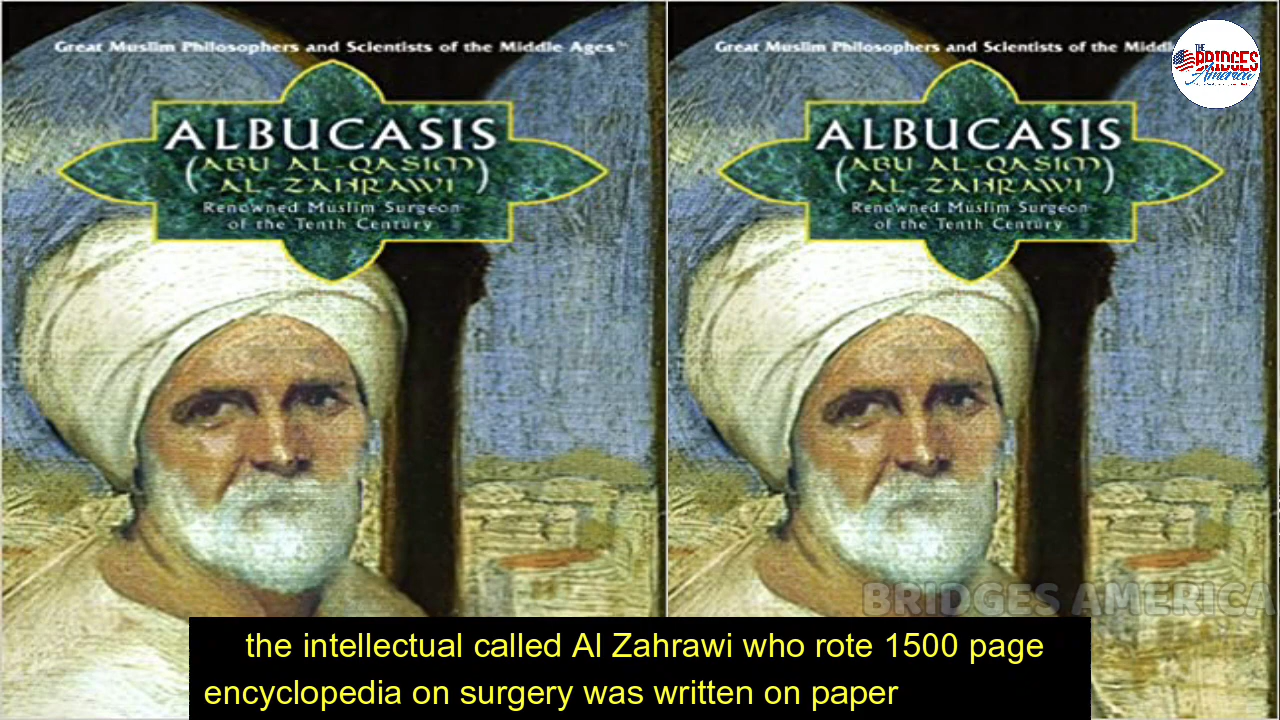 Great Muslim Philosophers and Scientists of the Middle Ages™
ALBUCASIS
(ABU AL-QASIM
AL-ZAHRAWI)
Renowned Muslim Surgeon
of the Tenth Century
Great Muslim Philosophers and Scientists of the Middl
ALBUCASIS
(ABU AL-QASIM
AL-ZAHRAWI)
Renowned Muslim Surgeon
of the Tenth Century
THE
BRIDGES
America
BRIDGES AMERICA
the intellectual called Al Zahrawi who rote 1500 page
encyclopedia on surgery was written on paper